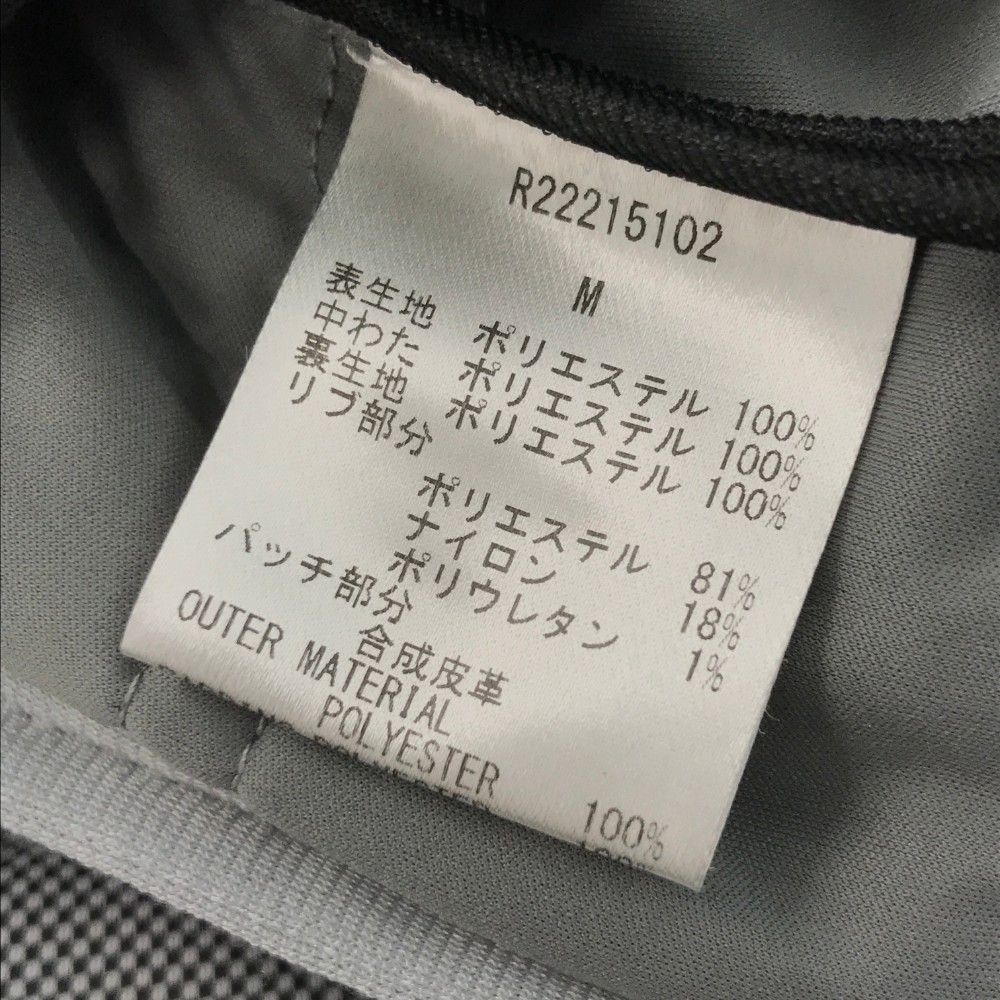 R22215102
M
表生地 ポリエステル 100%
中わた ポリエステル 100%
裏生地 ポリエステル 100%
リブ部分
ポリエステル 81%
ナイロン 18%
ポリウレタン 1%
パッチ部分
合成皮革
OUTER MATERIAL
POLYESTER 100%